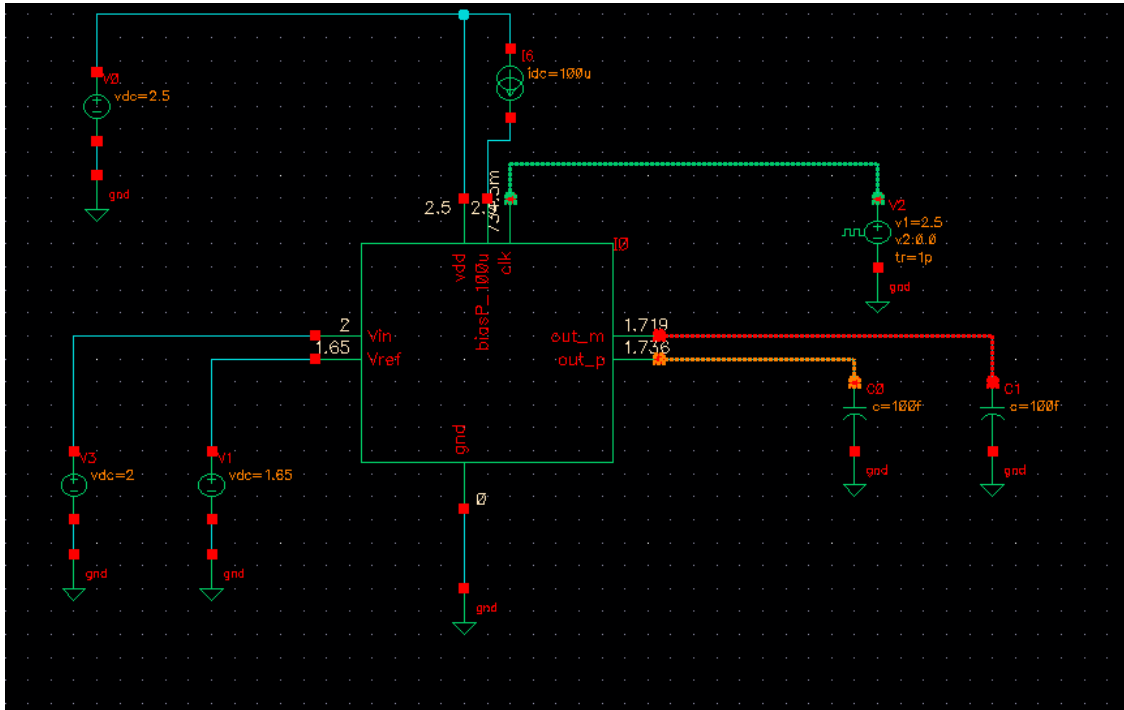 I6
idc=100u
V0
vdc=2.5
gnd
2.5
2.5
734.5m
V2
v1=2.5
v2:0.0
tr=1p
gnd
I0
vdd
biasP_100u
clk
2
Vin
1.65
Vref
out_m
1.719
out_p
1.736
C0
c=100f
C1
c=100f
gnd
gnd
gnd
0
V3
vdc=2
V1
vdc=1.65
gnd
gnd
gnd